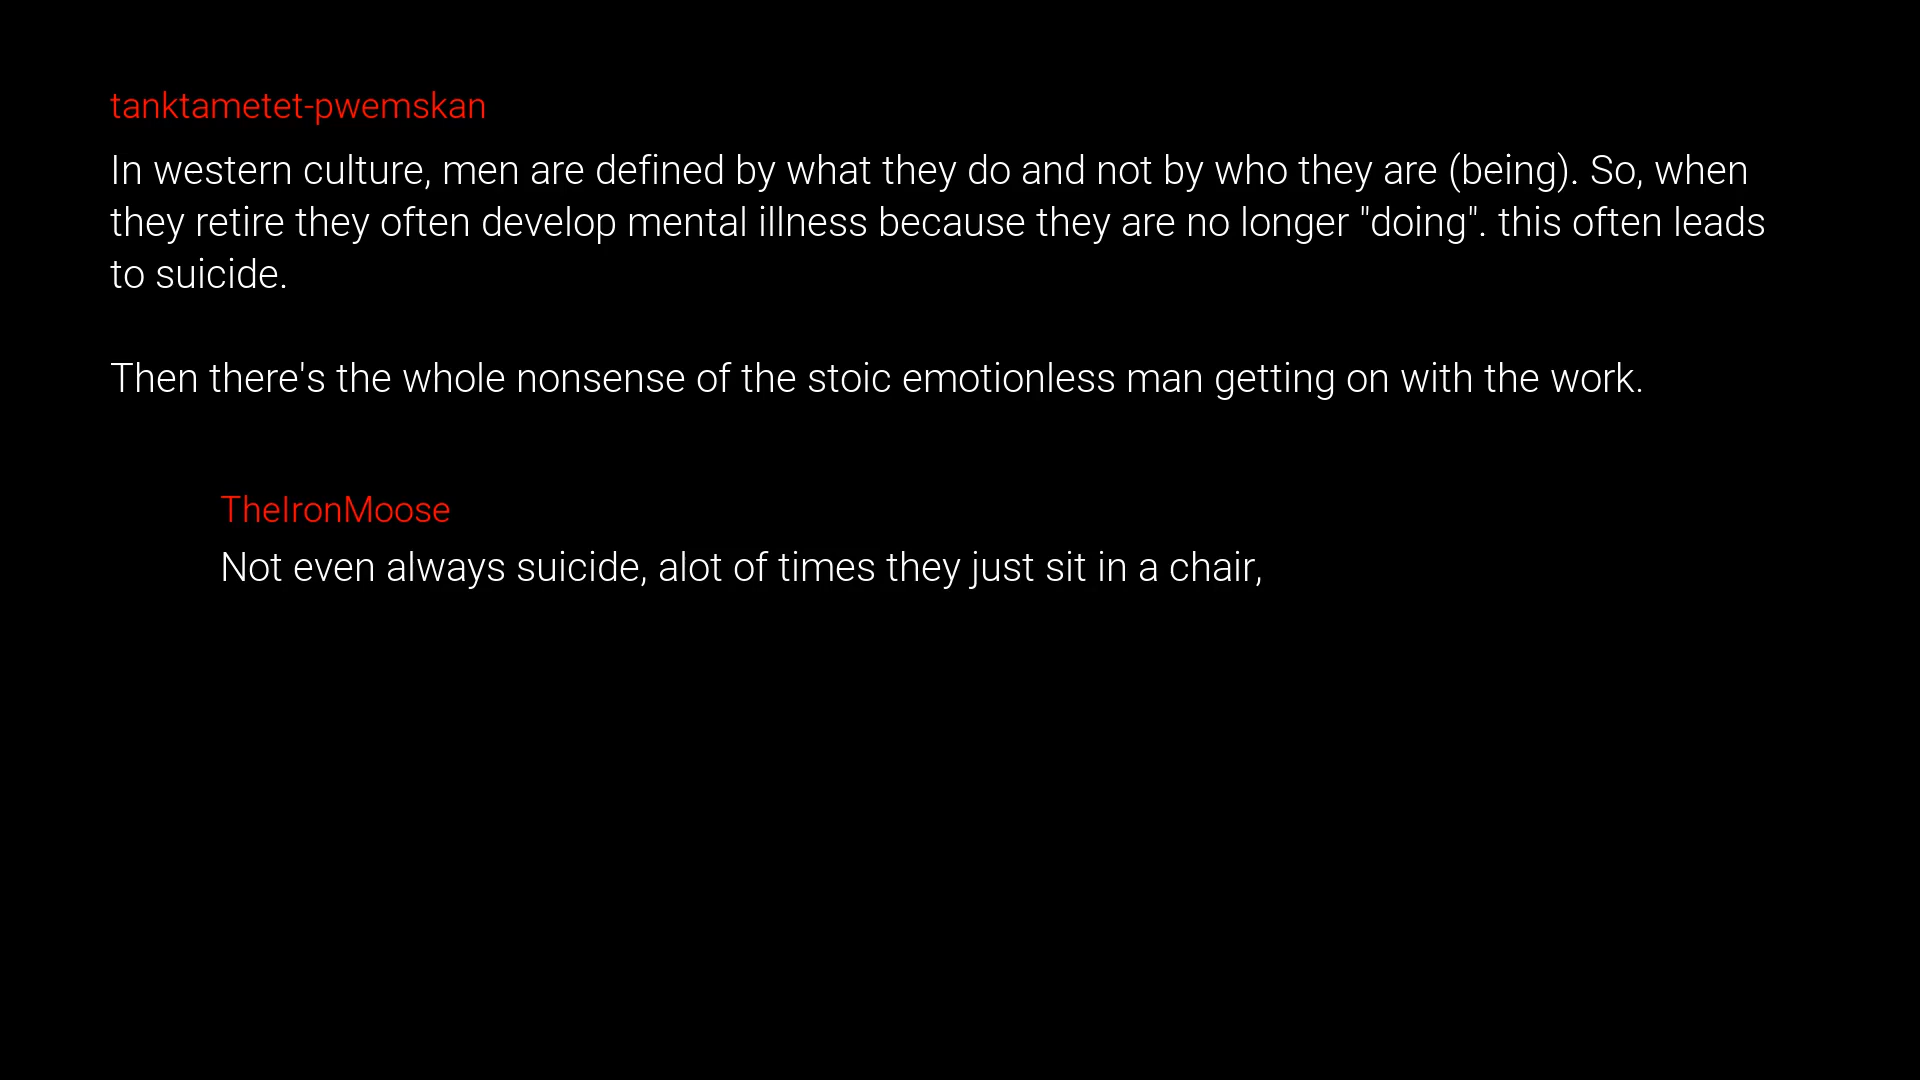 tanktametet-pwemskan
In western culture, men are defined by what they do and not by who they are (being). So, when
they retire they often develop mental illness because they are no longer "doing". this often leads
to suicide.
Then there's the whole nonsense of the stoic emotionless man getting on with the work.
TheIronMoose
Not even always suicide, alot of times they just sit in a chair,